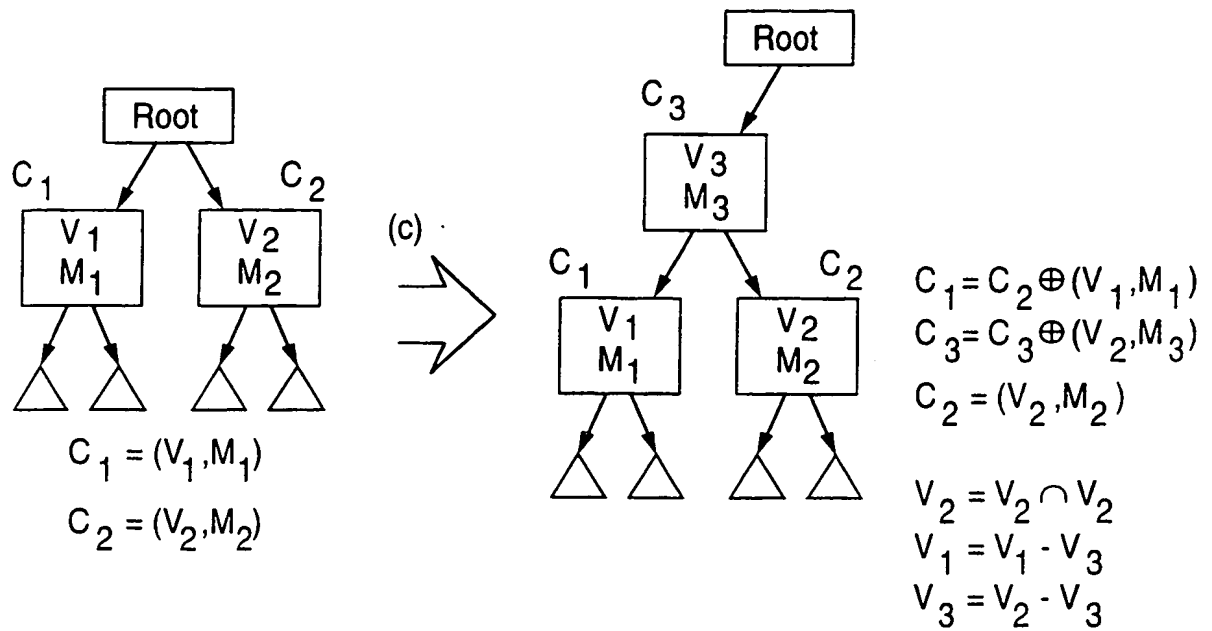 Root
C₁ C₂
V₁ V₂
M₁ M₂
C₁ = (V₁,M₁)
C₂ = (V₂,M₂)
(c)
Root
C₃
V₃
M₃
C₁ C₂
V₁ V₂
M₁ M₂
C₁ = C₂ ⊕ (V₁,M₁)
C₃ = C₃ ⊕ (V₂,M₃)
C₂ = (V₂,M₂)
V₂ = V₂ ∩ V₂
V₁ = V₁ - V₃
V₃ = V₂ - V₃